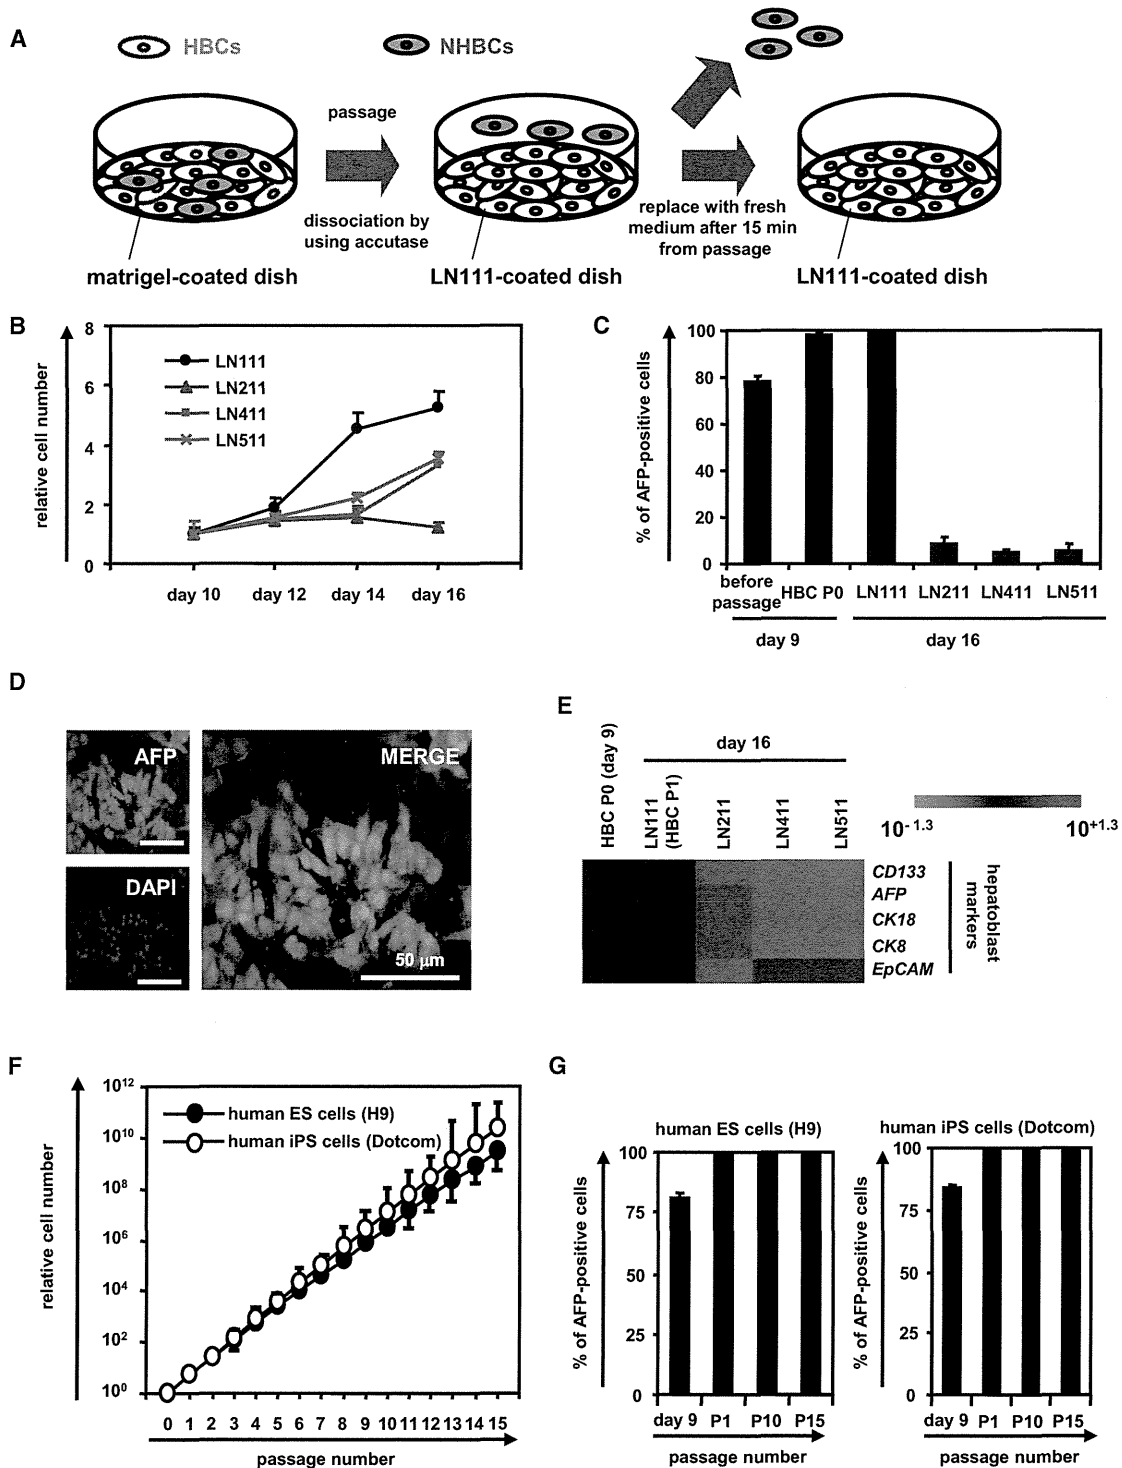 A
HBCs
NHBCs
passage
dissociation by
using accutase
replace with fresh
medium after 15 min
from passage
matrigel-coated dish
LN111-coated dish
LN111-coated dish
B
relative cell number
8
6
4
2
0
LN111
LN211
LN411
LN511
day 10
day 12
day 14
day 16
C
% of AFP-positive cells
100
80
60
40
20
0
before
passage
HBC P0
LN111
LN211
LN411
LN511
day 9
day 16
D
AFP
DAPI
MERGE
50 μm
E
HBC P0 (day 9)
day 16
LN111
(HBC P1)
LN211
LN411
LN511
10^-1.3
10^+1.3
CD133
AFP
CK18
CK8
EpCAM
hepatoblast
markers
F
relative cell number
10^12
10^10
10^8
10^6
10^4
10^2
10^0
human ES cells (H9)
human iPS cells (Dotcom)
0 1 2 3 4 5 6 7 8 9 10 11 12 13 14 15
passage number
G
human ES cells (H9)
% of AFP-positive cells
100
75
50
25
0
day 9 P1 P10 P15
passage number
human iPS cells (Dotcom)
% of AFP-positive cells
100
75
50
25
0
day 9 P1 P10 P15
passage number